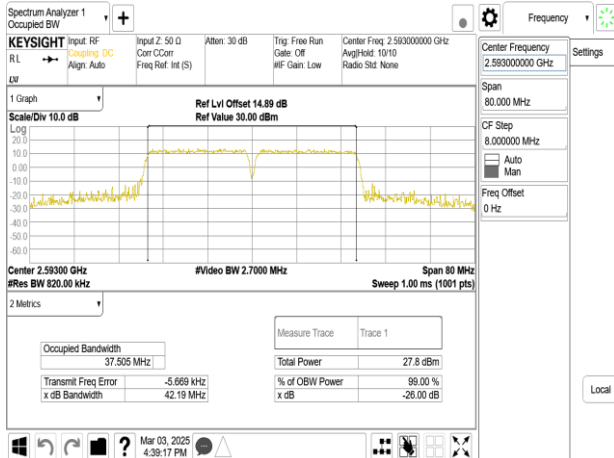 Spectrum Analyzer 1
Occupied BW
+
Frequency
KEYSIGHT
RL
Input: RF
Coupling: DC
Align: Auto
Input Z: 50 Ω
Corr CCorr
Freq Ref: Int (S)
Atten: 30 dB
Trig: Free Run
Gate: Off
#IF Gain: Low
Center Freq: 2.593000000 GHz
Avg|Hold: 10/10
Radio Std: None
LXI
Center Frequency
2.593000000 GHz
Settings
Span
80.000 MHz
CF Step
8.000000 MHz
Auto
Man
Freq Offset
0 Hz
Local
1 Graph
Scale/Div 10.0 dB
Ref Lvl Offset 14.89 dB
Ref Value 30.00 dBm
Log
20.0
10.0
0.00
-10.0
-20.0
-30.0
-40.0
-50.0
-60.0
Center 2.59300 GHz
#Video BW 2.7000 MHz
Span 80 MHz
#Res BW 820.00 kHz
Sweep 1.00 ms (1001 pts)
2 Metrics
Measure Trace
Trace 1
Occupied Bandwidth
37.505 MHz
Total Power
27.8 dBm
Transmit Freq Error
-5.669 kHz
% of OBW Power
99.00 %
x dB Bandwidth
42.19 MHz
x dB
-26.00 dB
?
Mar 03, 2025
4:39:17 PM